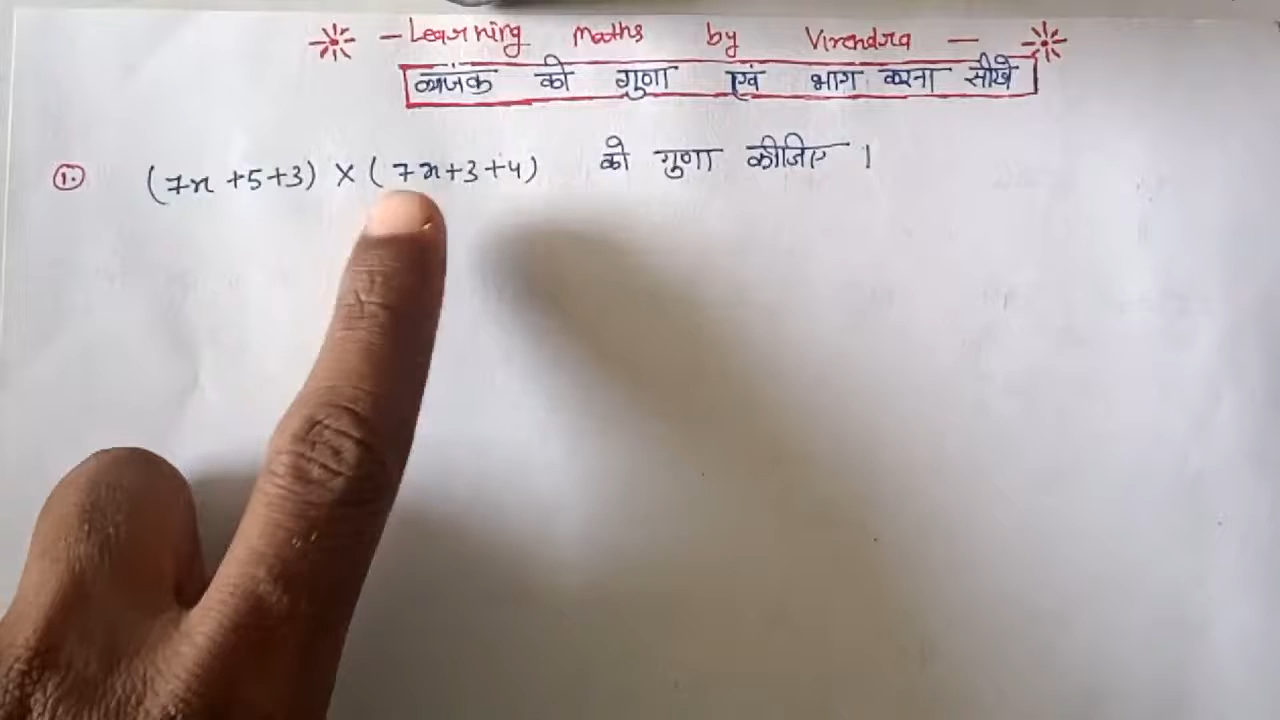 - Learning Maths by Virendra -
व्यंजक को गुणा एवं भाग करना सीखे
1. (7x +5+3) × (7x+3+4) को गुणा कीजिए ।